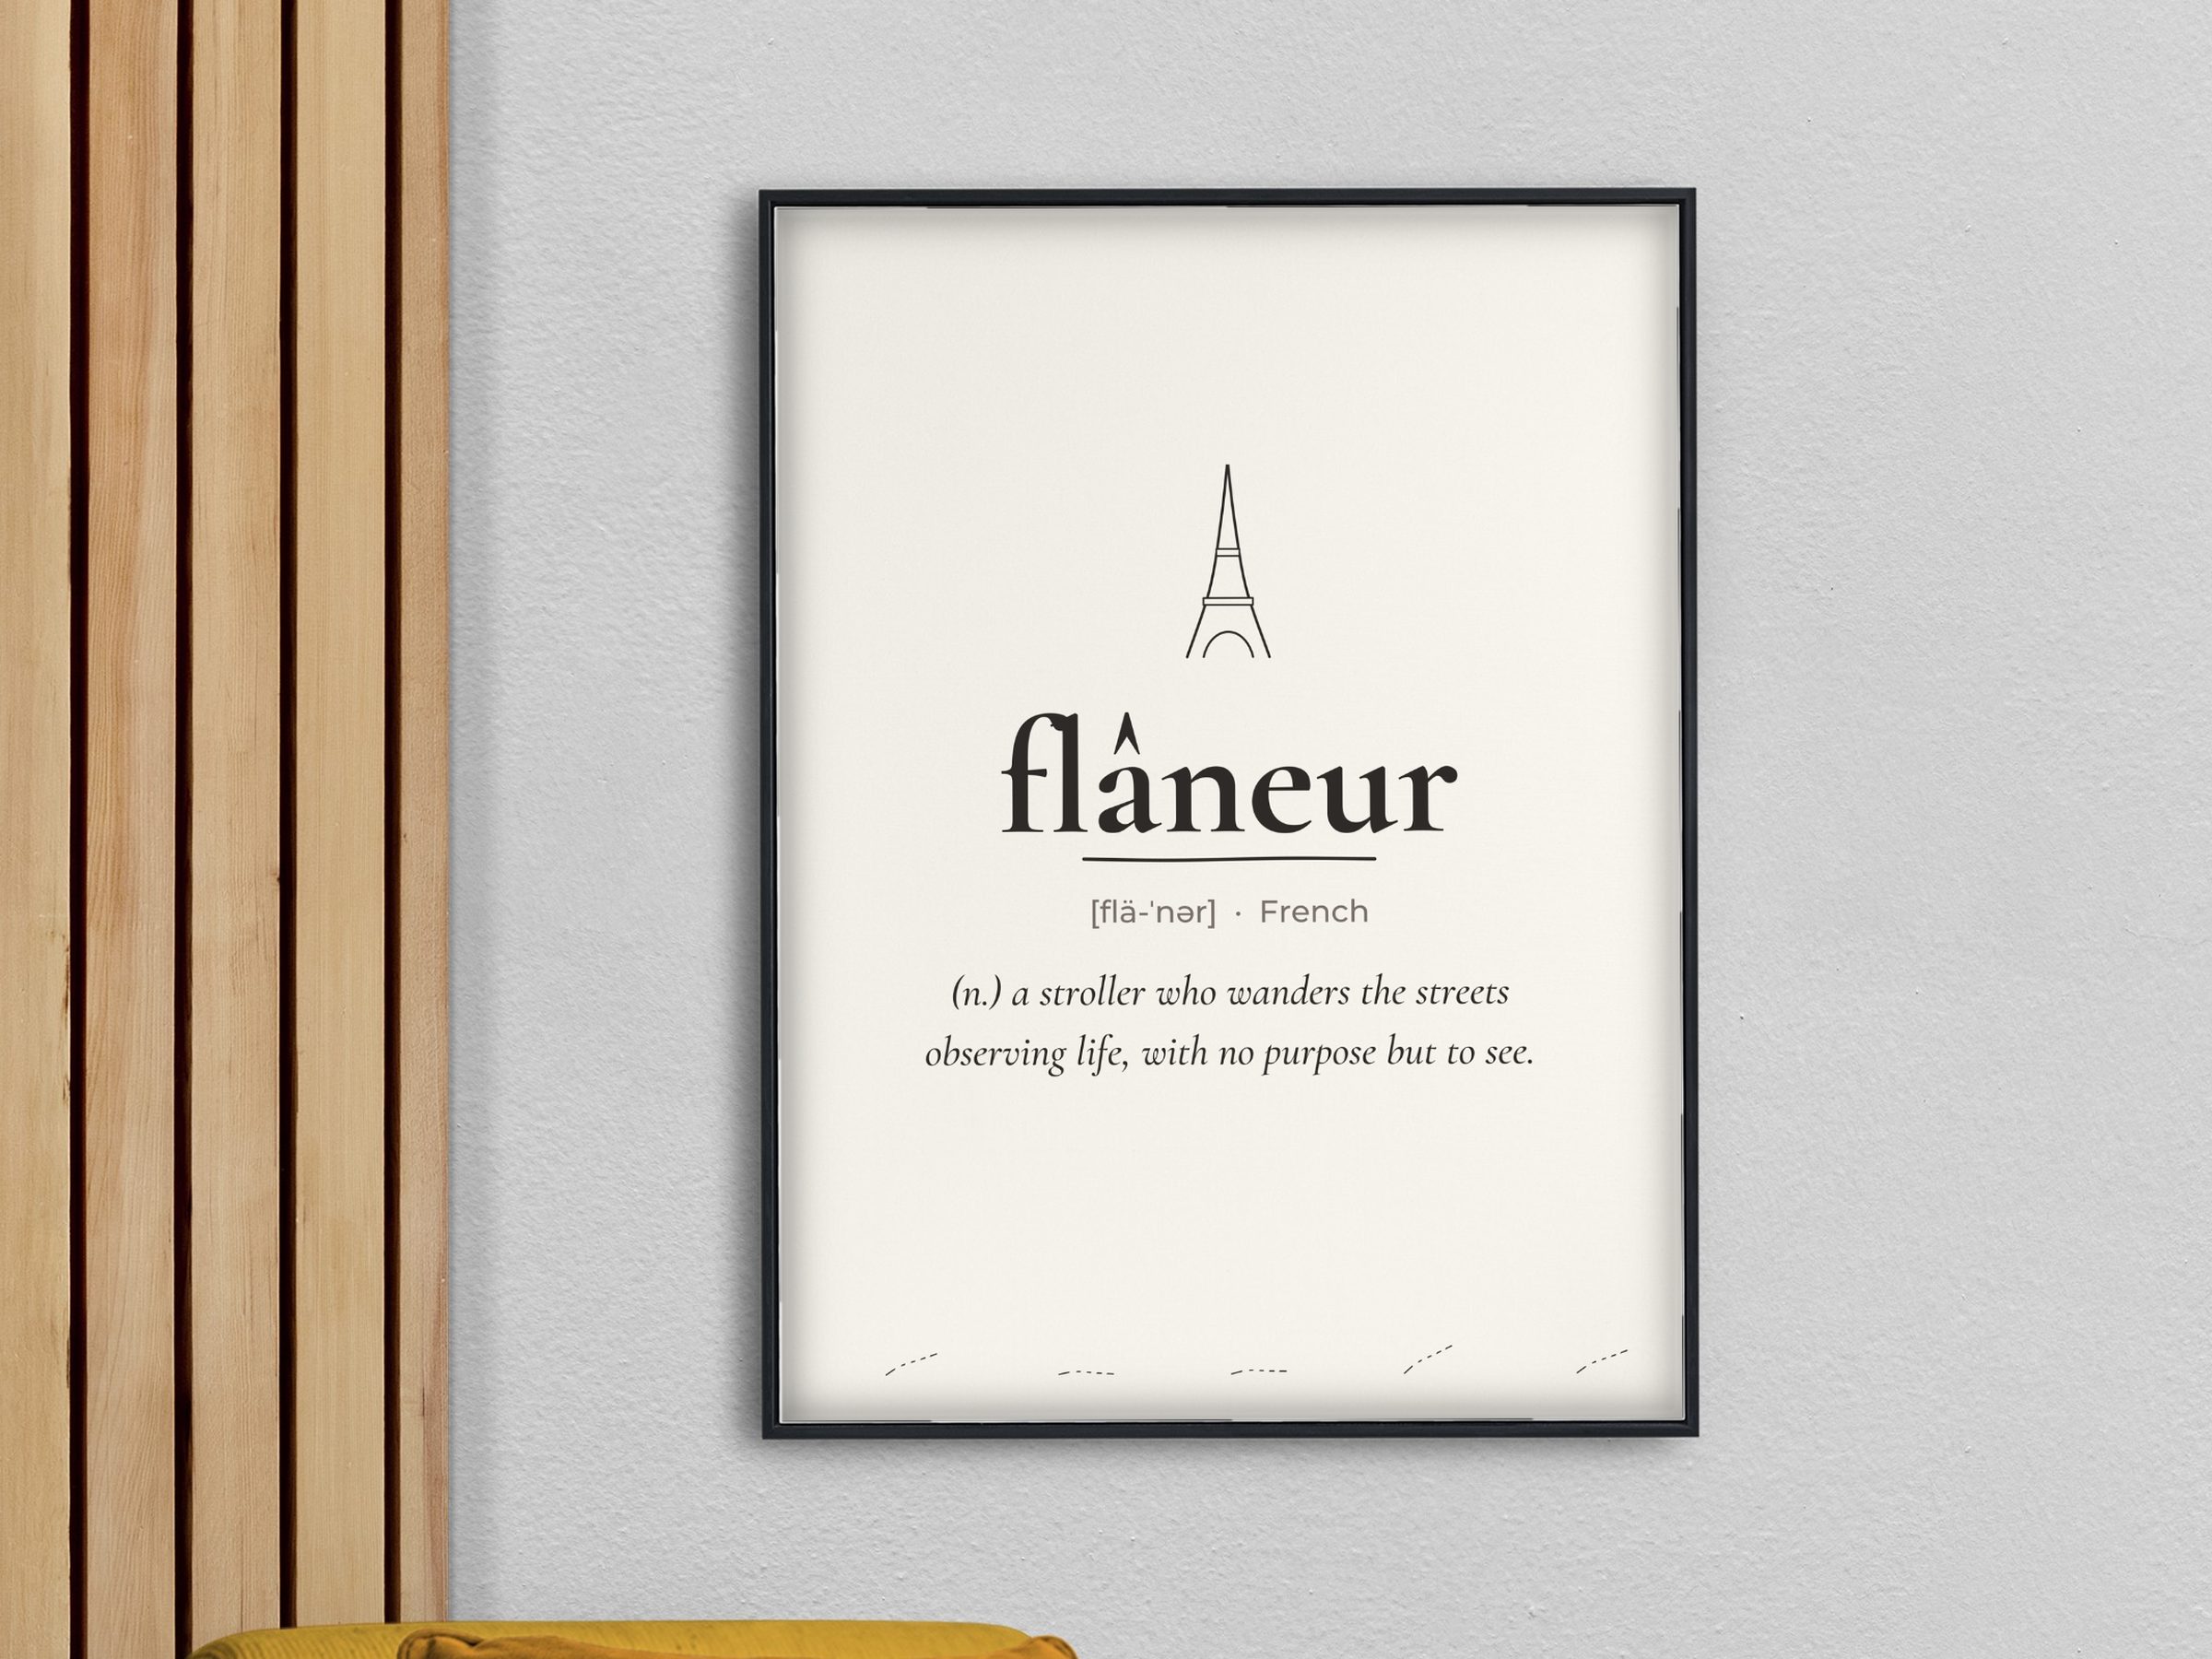 flâneur
[flä-ˈnər] · French
(n.) a stroller who wanders the streets
observing life, with no purpose but to see.